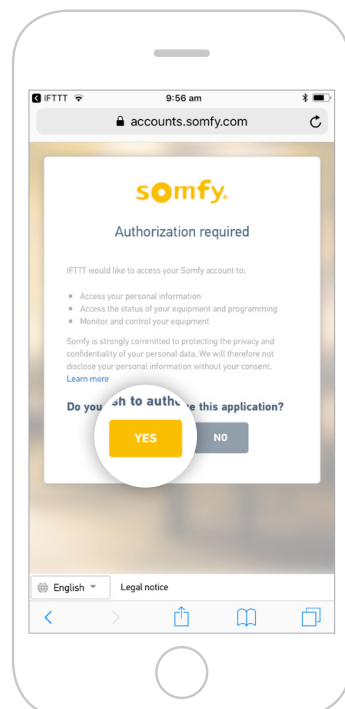 IFTTT 9:56 am
accounts.somfy.com
somfy.
Authorization required
IFTTT would like to access your Somfy account to:
Access your personal information
Access the status of your equipment and programming
Monitor and control your equipment
Somfy is strongly committed to protecting the privacy and
confidentiality of your personal data. We will therefore not
disclose your personal information without your consent.
Learn more
Do you sh to autho e this application?
YES NO
English Legal notice